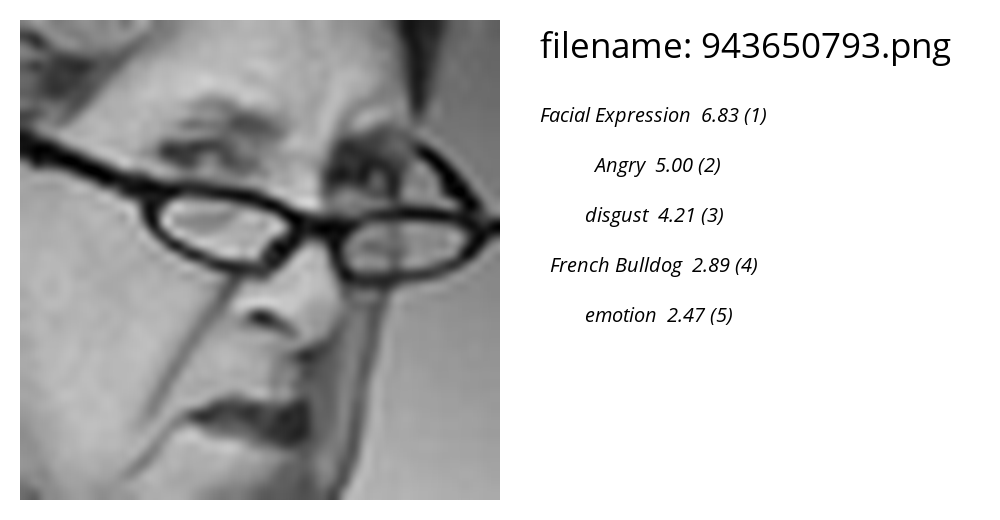 filename: 943650793.png
Facial Expression 6.83 (1)
Angry 5.00 (2)
disgust 4.21 (3)
French Bulldog 2.89 (4)
emotion 2.47 (5)